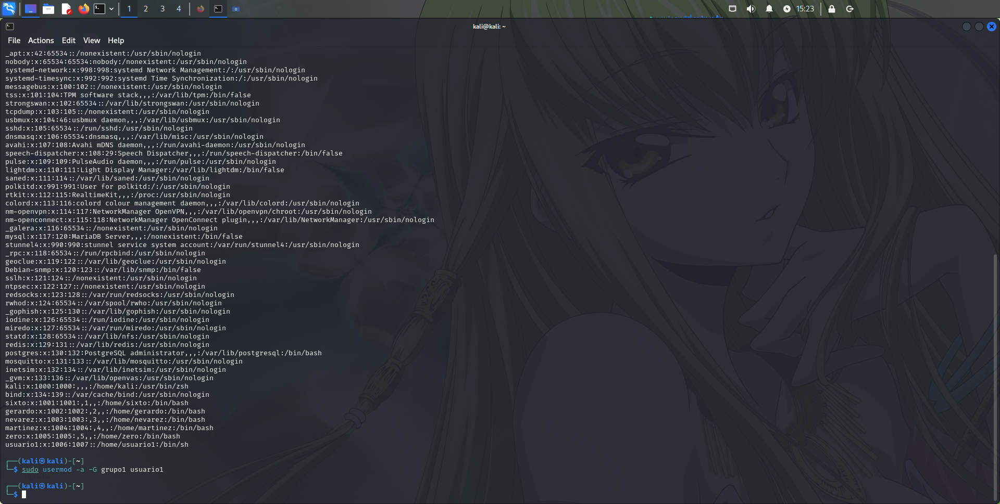 1 2 3 4
15:23
kali@kali: ~
File Actions Edit View Help
_apt:x:42:65534::/nonexistent:/usr/sbin/nologin
nobody:x:65534:65534:nobody:/nonexistent:/usr/sbin/nologin
systemd-network:x:998:998:systemd Network Management:/:/usr/sbin/nologin
systemd-timesync:x:992:992:systemd Time Synchronization:/:/usr/sbin/nologin
messagebus:x:100:102::/nonexistent:/usr/sbin/nologin
tss:x:101:104:TPM software stack,,,:/var/lib/tpm:/bin/false
strongswan:x:102:65534::/var/lib/strongswan:/usr/sbin/nologin
tcpdump:x:103:105::/nonexistent:/usr/sbin/nologin
usbmux:x:104:46:usbmux daemon,,,:/var/lib/usbmux:/usr/sbin/nologin
sshd:x:105:65534::/run/sshd:/usr/sbin/nologin
dnsmasq:x:106:65534:dnsmasq,,,:/var/lib/misc:/usr/sbin/nologin
avahi:x:107:108:Avahi mDNS daemon,,,:/run/avahi-daemon:/usr/sbin/nologin
speech-dispatcher:x:108:29:Speech Dispatcher,,,:/run/speech-dispatcher:/bin/false
pulse:x:109:109:PulseAudio daemon,,,:/run/pulse:/usr/sbin/nologin
lightdm:x:110:111:Light Display Manager:/var/lib/lightdm:/bin/false
saned:x:111:114::/var/lib/saned:/usr/sbin/nologin
polkitd:x:991:991:User for polkitd:/:/usr/sbin/nologin
rtkit:x:112:115:RealtimeKit,,,:/proc:/usr/sbin/nologin
colord:x:113:116:colord colour management daemon,,,:/var/lib/colord:/usr/sbin/nologin
nm-openvpn:x:114:117:NetworkManager OpenVPN,,,:/var/lib/openvpn/chroot:/usr/sbin/nologin
nm-openconnect:x:115:118:NetworkManager OpenConnect plugin,,,:/var/lib/NetworkManager:/usr/sbin/nologin
_galera:x:116:65534::/nonexistent:/usr/sbin/nologin
mysql:x:117:120:MariaDB Server,,,:/nonexistent:/bin/false
stunnel4:x:990:990:stunnel service system account:/var/run/stunnel4:/usr/sbin/nologin
_rpc:x:118:65534::/run/rpcbind:/usr/sbin/nologin
geoclue:x:119:122::/var/lib/geoclue:/usr/sbin/nologin
Debian-snmp:x:120:123::/var/lib/snmp:/bin/false
sslh:x:121:124::/nonexistent:/usr/sbin/nologin
ntpsec:x:122:127::/nonexistent:/usr/sbin/nologin
redsocks:x:123:128::/var/run/redsocks:/usr/sbin/nologin
rwhod:x:124:65534::/var/spool/rwho:/usr/sbin/nologin
_gophish:x:125:130::/var/lib/gophish:/usr/sbin/nologin
iodine:x:126:65534::/run/iodine:/usr/sbin/nologin
miredo:x:127:65534::/var/run/miredo:/usr/sbin/nologin
statd:x:128:65534::/var/lib/nfs:/usr/sbin/nologin
redis:x:129:131::/var/lib/redis:/usr/sbin/nologin
postgres:x:130:132:PostgreSQL administrator,,,:/var/lib/postgresql:/bin/bash
mosquitto:x:131:133::/var/lib/mosquitto:/usr/sbin/nologin
inetsim:x:132:134::/var/lib/inetsim:/usr/sbin/nologin
_gvm:x:133:136::/var/lib/openvas:/usr/sbin/nologin
kali:x:1000:1000:,,,:/home/kali:/usr/bin/zsh
bind:x:134:139::/var/cache/bind:/usr/sbin/nologin
sixto:x:1001:1001:,1,,:/home/sixto:/bin/bash
gerardo:x:1002:1002:,2,,:/home/gerardo:/bin/bash
nevarez:x:1003:1003:,3,,:/home/nevarez:/bin/bash
martinez:x:1004:1004:,4,,:/home/martinez:/bin/bash
zero:x:1005:1005:,5,,:/home/zero:/bin/bash
usuario1:x:1006:1007::/home/usuario1:/bin/sh
┌──(kali㉿kali)-[~]
└─$ sudo usermod -a -G grupo1 usuario1
┌──(kali㉿kali)-[~]
└─$